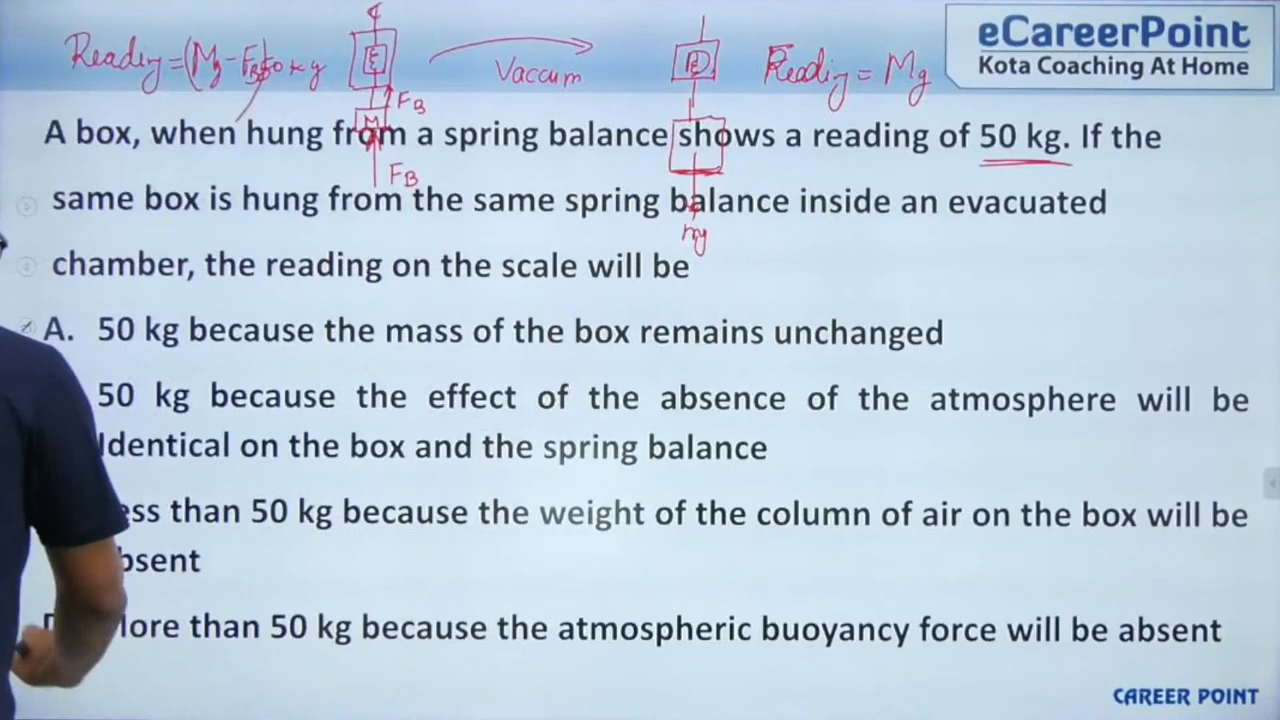 Reading = (Mg - FB) 50 kg
Vaccum
Reading = Mg
eCareerPoint
Kota Coaching At Home
FB
M
A box, when hung from a spring balance shows a reading of 50 kg. If the
FB
same box is hung from the same spring balance inside an evacuated
mg
chamber, the reading on the scale will be
A. 50 kg because the mass of the box remains unchanged
50 kg because the effect of the absence of the atmosphere will be
Identical on the box and the spring balance
ess than 50 kg because the weight of the column of air on the box will be
bsent
ore than 50 kg because the atmospheric buoyancy force will be absent
CAREER POINT